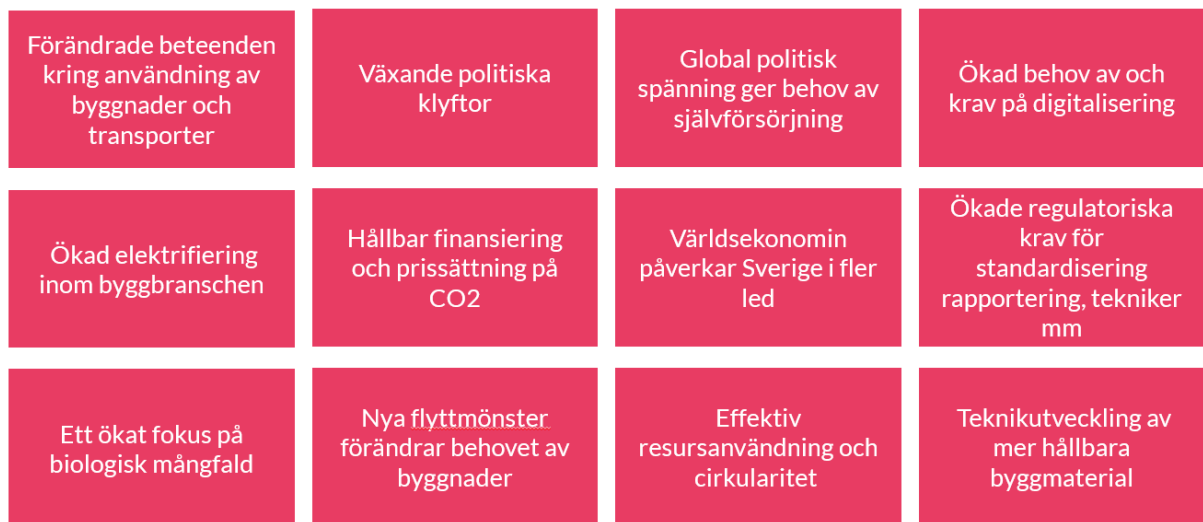 Förändrade beteenden
kring användning av
byggnader och
transporter
Växande politiska
klyftor
Global politisk
spänning ger behov av
självförsörjning
Ökad behov av och
krav på digitalisering
Ökad elektrifiering
inom byggbranschen
Hållbar finansiering
och prissättning på
CO2
Världsekonomin
påverkar Sverige i fler
led
Ökade regulatoriska
krav för
standardisering
rapportering, tekniker
mm
Ett ökat fokus på
biologisk mångfald
Nya flyttmönster
förändrar behovet av
byggnader
Effektiv
resursanvändning och
cirkularitet
Teknikutveckling av
mer hållbara
byggmaterial